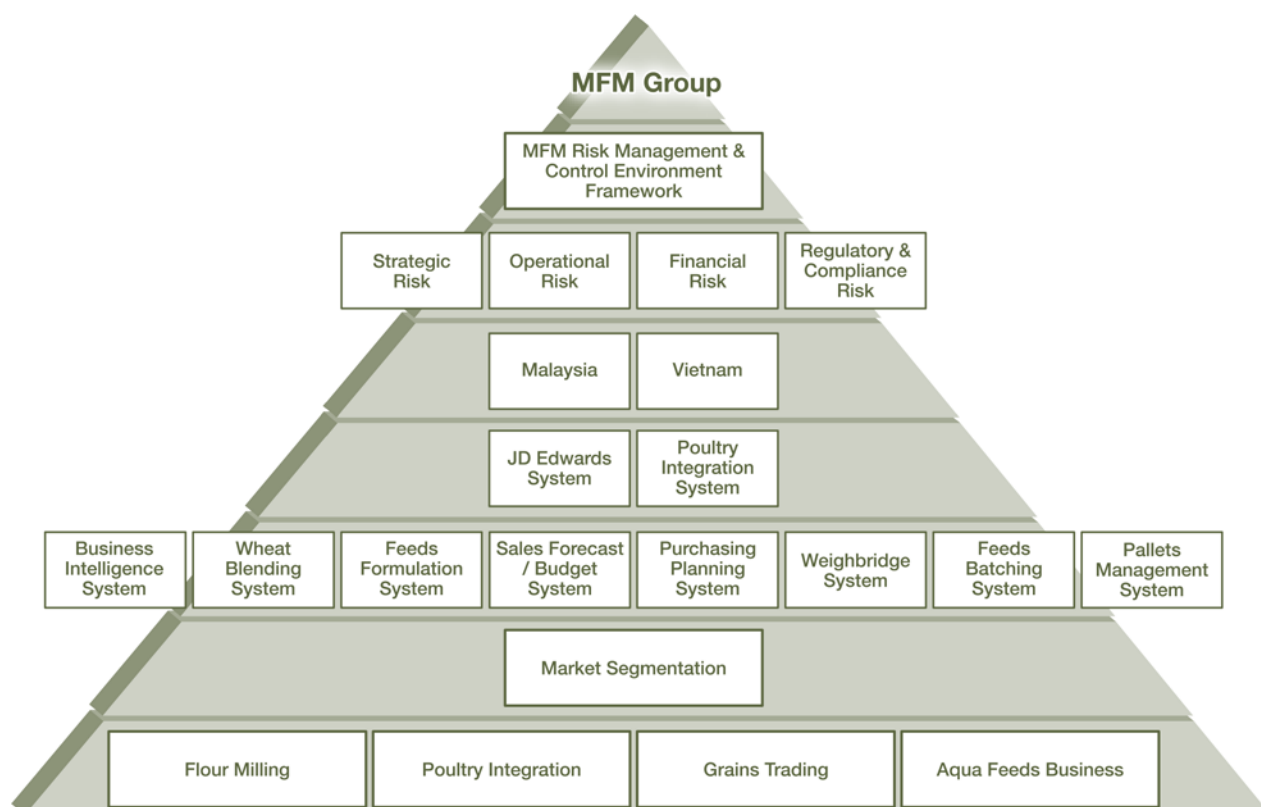 MFM Group
MFM Risk Management &
Control Environment
Framework
Strategic
Risk
Operational
Risk
Financial
Risk
Regulatory &
Compliance
Risk
Malaysia
Vietnam
JD Edwards
System
Poultry
Integration
System
Business
Intelligence
System
Wheat
Blending
System
Feeds
Formulation
System
Sales Forecast
/ Budget
System
Purchasing
Planning
System
Weighbridge
System
Feeds
Batching
System
Pallets
Management
System
Market Segmentation
Flour Milling
Poultry Integration
Grains Trading
Aqua Feeds Business